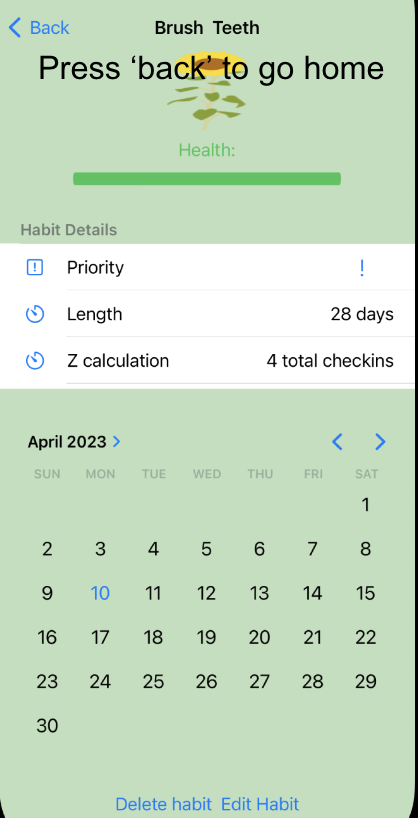 Back Brush Teeth
Press ‘back’ to go home
Health:
Habit Details
Priority !
Length 28 days
Z calculation 4 total checkins
April 2023
SUN MON TUE WED THU FRI SAT
1
2 3 4 5 6 7 8
9 10 11 12 13 14 15
16 17 18 19 20 21 22
23 24 25 26 27 28 29
30
Delete habit Edit Habit